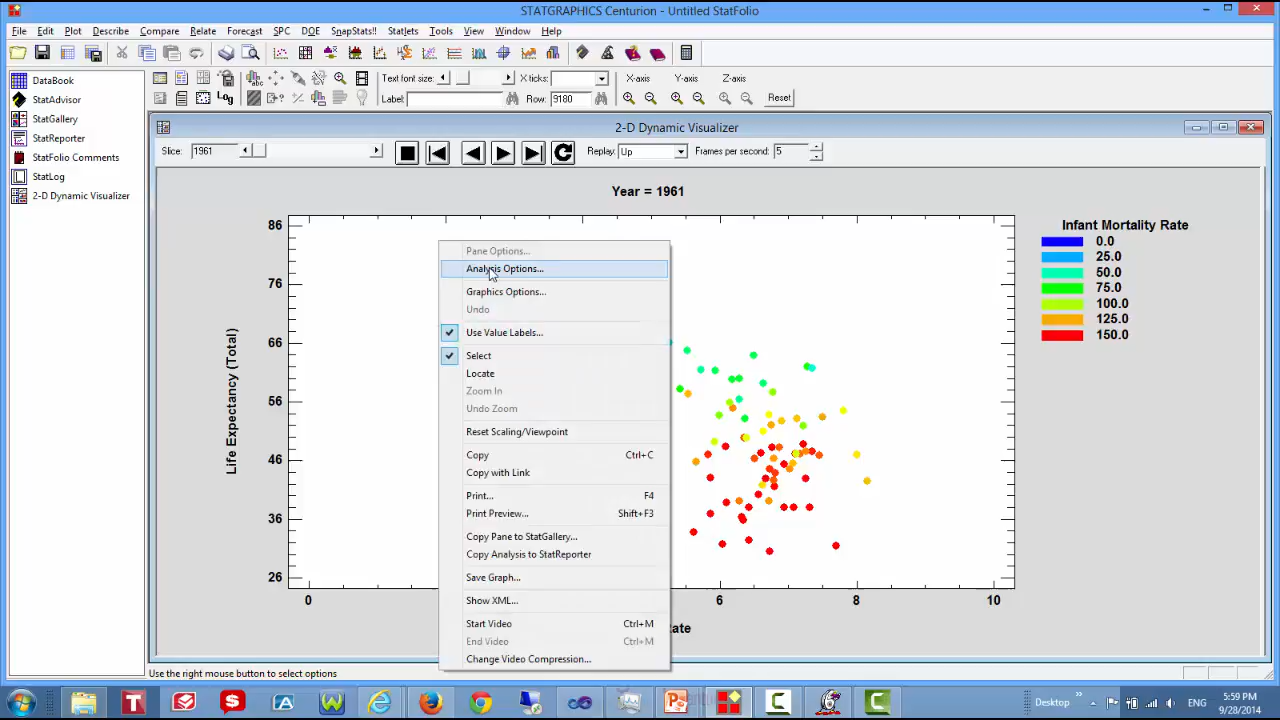 STATGRAPHICS Centurion - Untitled StatFolio
File Edit Plot Describe Compare Relate Forecast SPC DOE SnapStats!! Statlets Tools View Window Help
Text font size: X ticks: X-axis Y-axis Z-axis
Log Label: Row: 9180 Reset
DataBook
StatAdvisor
StatGallery
StatReporter
StatFolio Comments
StatLog
2-D Dynamic Visualizer
2-D Dynamic Visualizer
Slice: 1961 Replay: Up Frames per second: 5
Year = 1961
Life Expectancy (Total)
86
76
66
56
46
36
26
0 6 8 10
Rate
Infant Mortality Rate
0.0
25.0
50.0
75.0
100.0
125.0
150.0
Pane Options...
Analysis Options...
Graphics Options...
Undo
Use Value Labels...
Select
Locate
Zoom In
Undo Zoom
Reset Scaling/Viewpoint
Copy Ctrl+C
Copy with Link
Print... F4
Print Preview... Shift+F3
Copy Pane to StatGallery...
Copy Analysis to StatReporter
Save Graph...
Show XML...
Start Video Ctrl+M
End Video Ctrl+M
Change Video Compression...
Use the right mouse button to select options
Desktop ENG
5:59 PM
9/28/2014